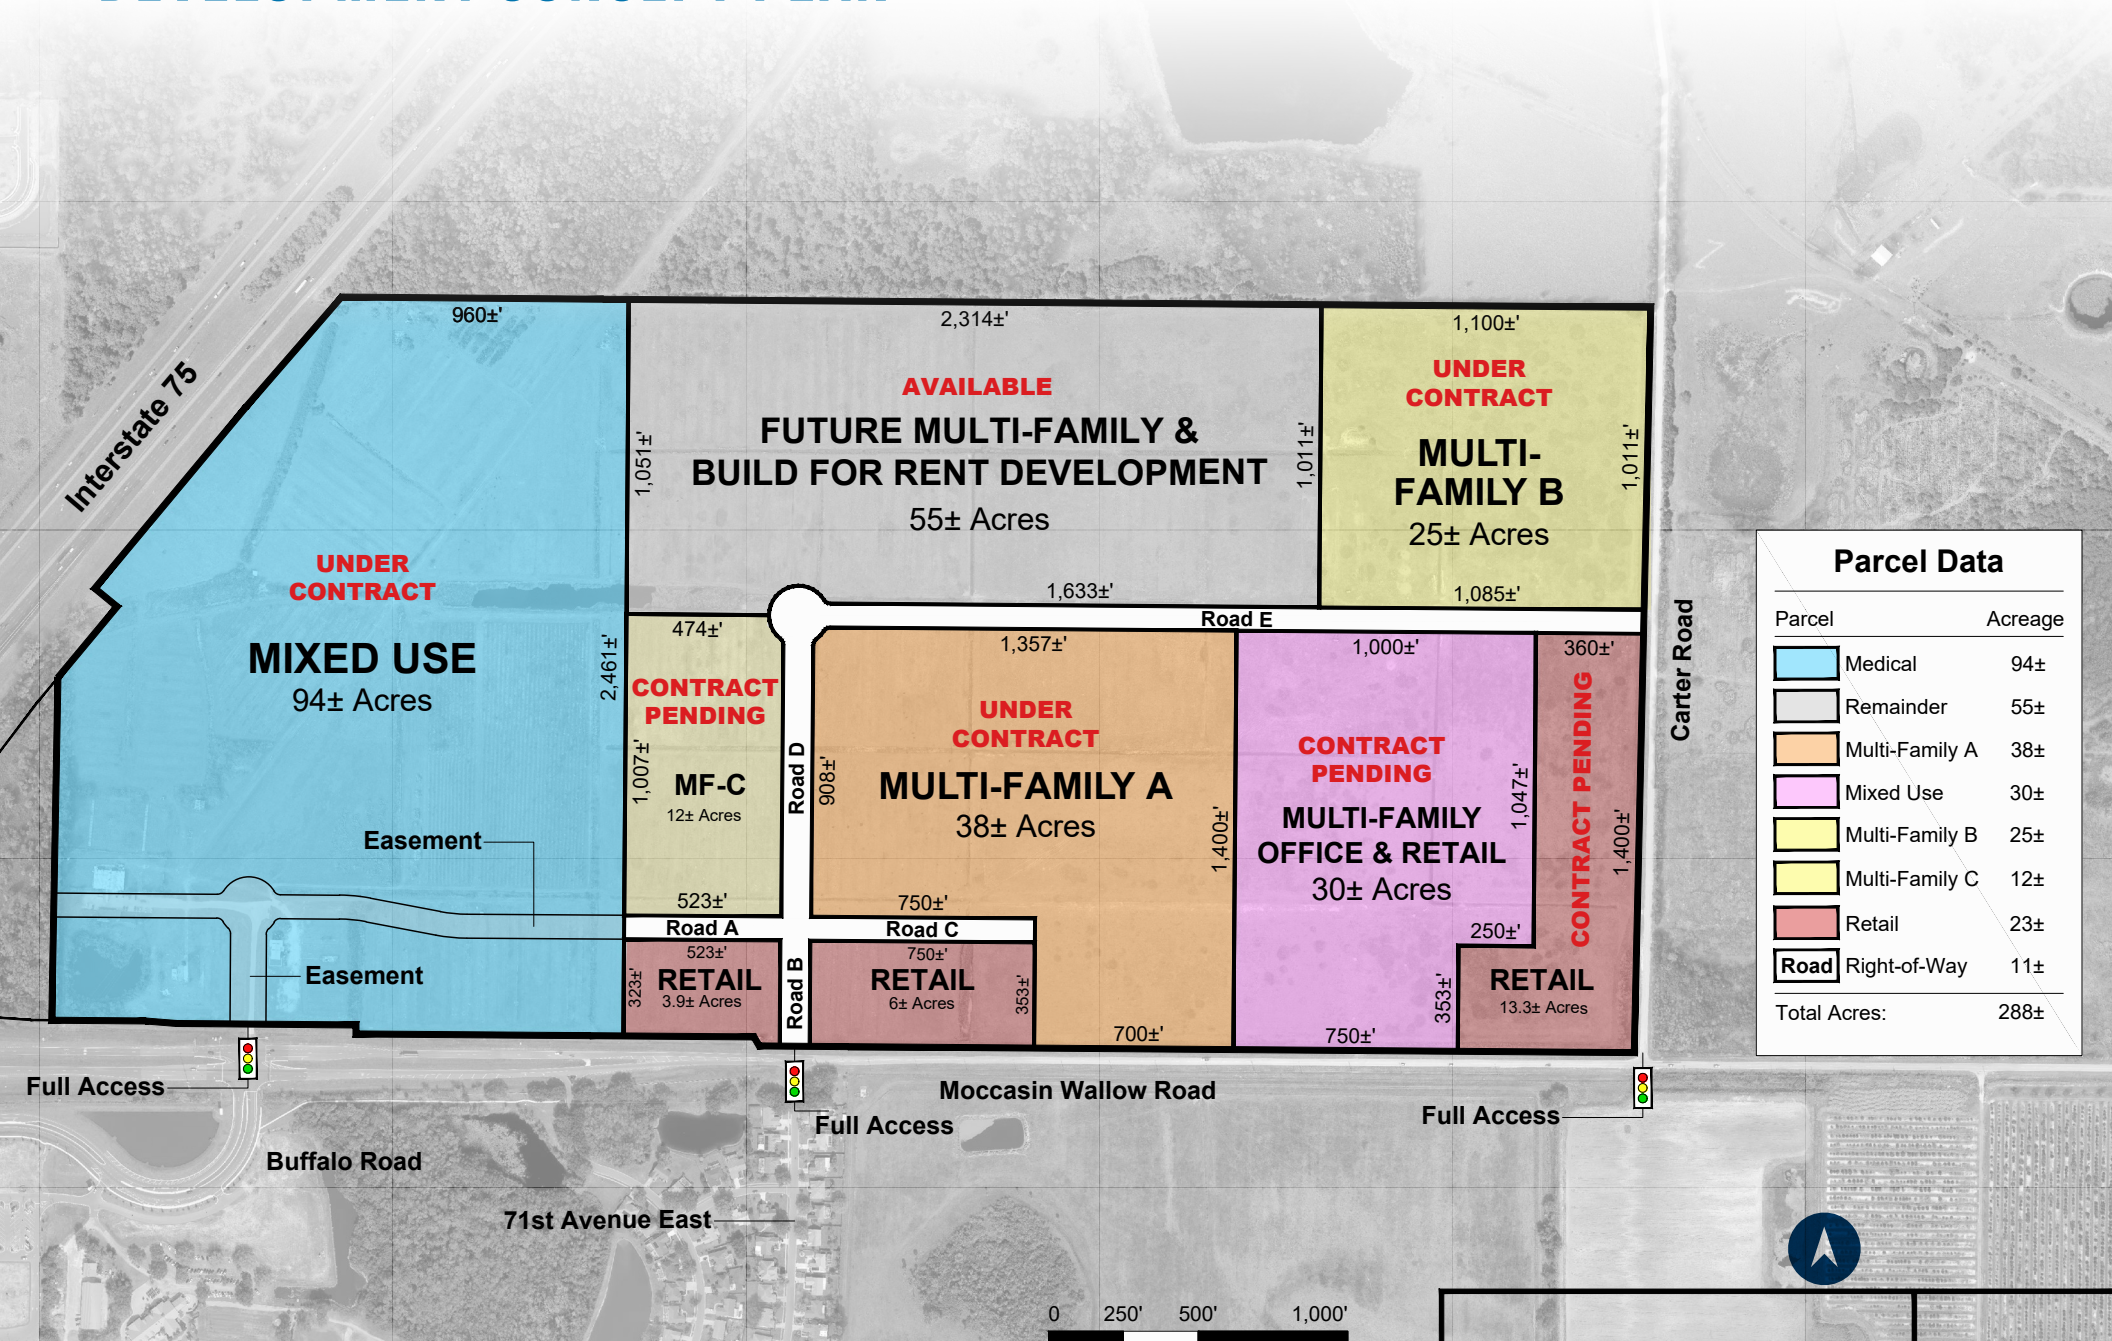 DEVELOPMENT CONCEPT PLAN
960±'
2,314±'
1,100±'
Interstate 75
1,051±'
AVAILABLE
FUTURE MULTI-FAMILY &
BUILD FOR RENT DEVELOPMENT
55± Acres
1,011±'
1,633±'
UNDER
CONTRACT
MULTI-
FAMILY B
25± Acres
1,011±'
1,085±'
UNDER
CONTRACT
MIXED USE
94± Acres
2,461±'
Easement
Easement
Road E
474±'
CONTRACT
PENDING
1,007±'
MF-C
12± Acres
523±'
Road D
908±'
1,357±'
UNDER
CONTRACT
MULTI-FAMILY A
38± Acres
1,400±'
750±'
700±'
1,000±'
CONTRACT
PENDING
MULTI-FAMILY
OFFICE & RETAIL
30± Acres
1,047±'
250±'
353±'
750±'
360±'
CONTRACT PENDING
1,400±'
RETAIL
13.3± Acres
Carter Road
Road A
Road C
523±'
323±'
RETAIL
3.9± Acres
Road B
750±'
RETAIL
6± Acres
353±'
Parcel Data
Parcel Acreage
Medical 94±
Remainder 55±
Multi-Family A 38±
Mixed Use 30±
Multi-Family B 25±
Multi-Family C 12±
Retail 23±
Road Right-of-Way 11±
Total Acres: 288±
Full Access
Moccasin Wallow Road
Full Access
Full Access
Buffalo Road
71st Avenue East
0 250' 500' 1,000'